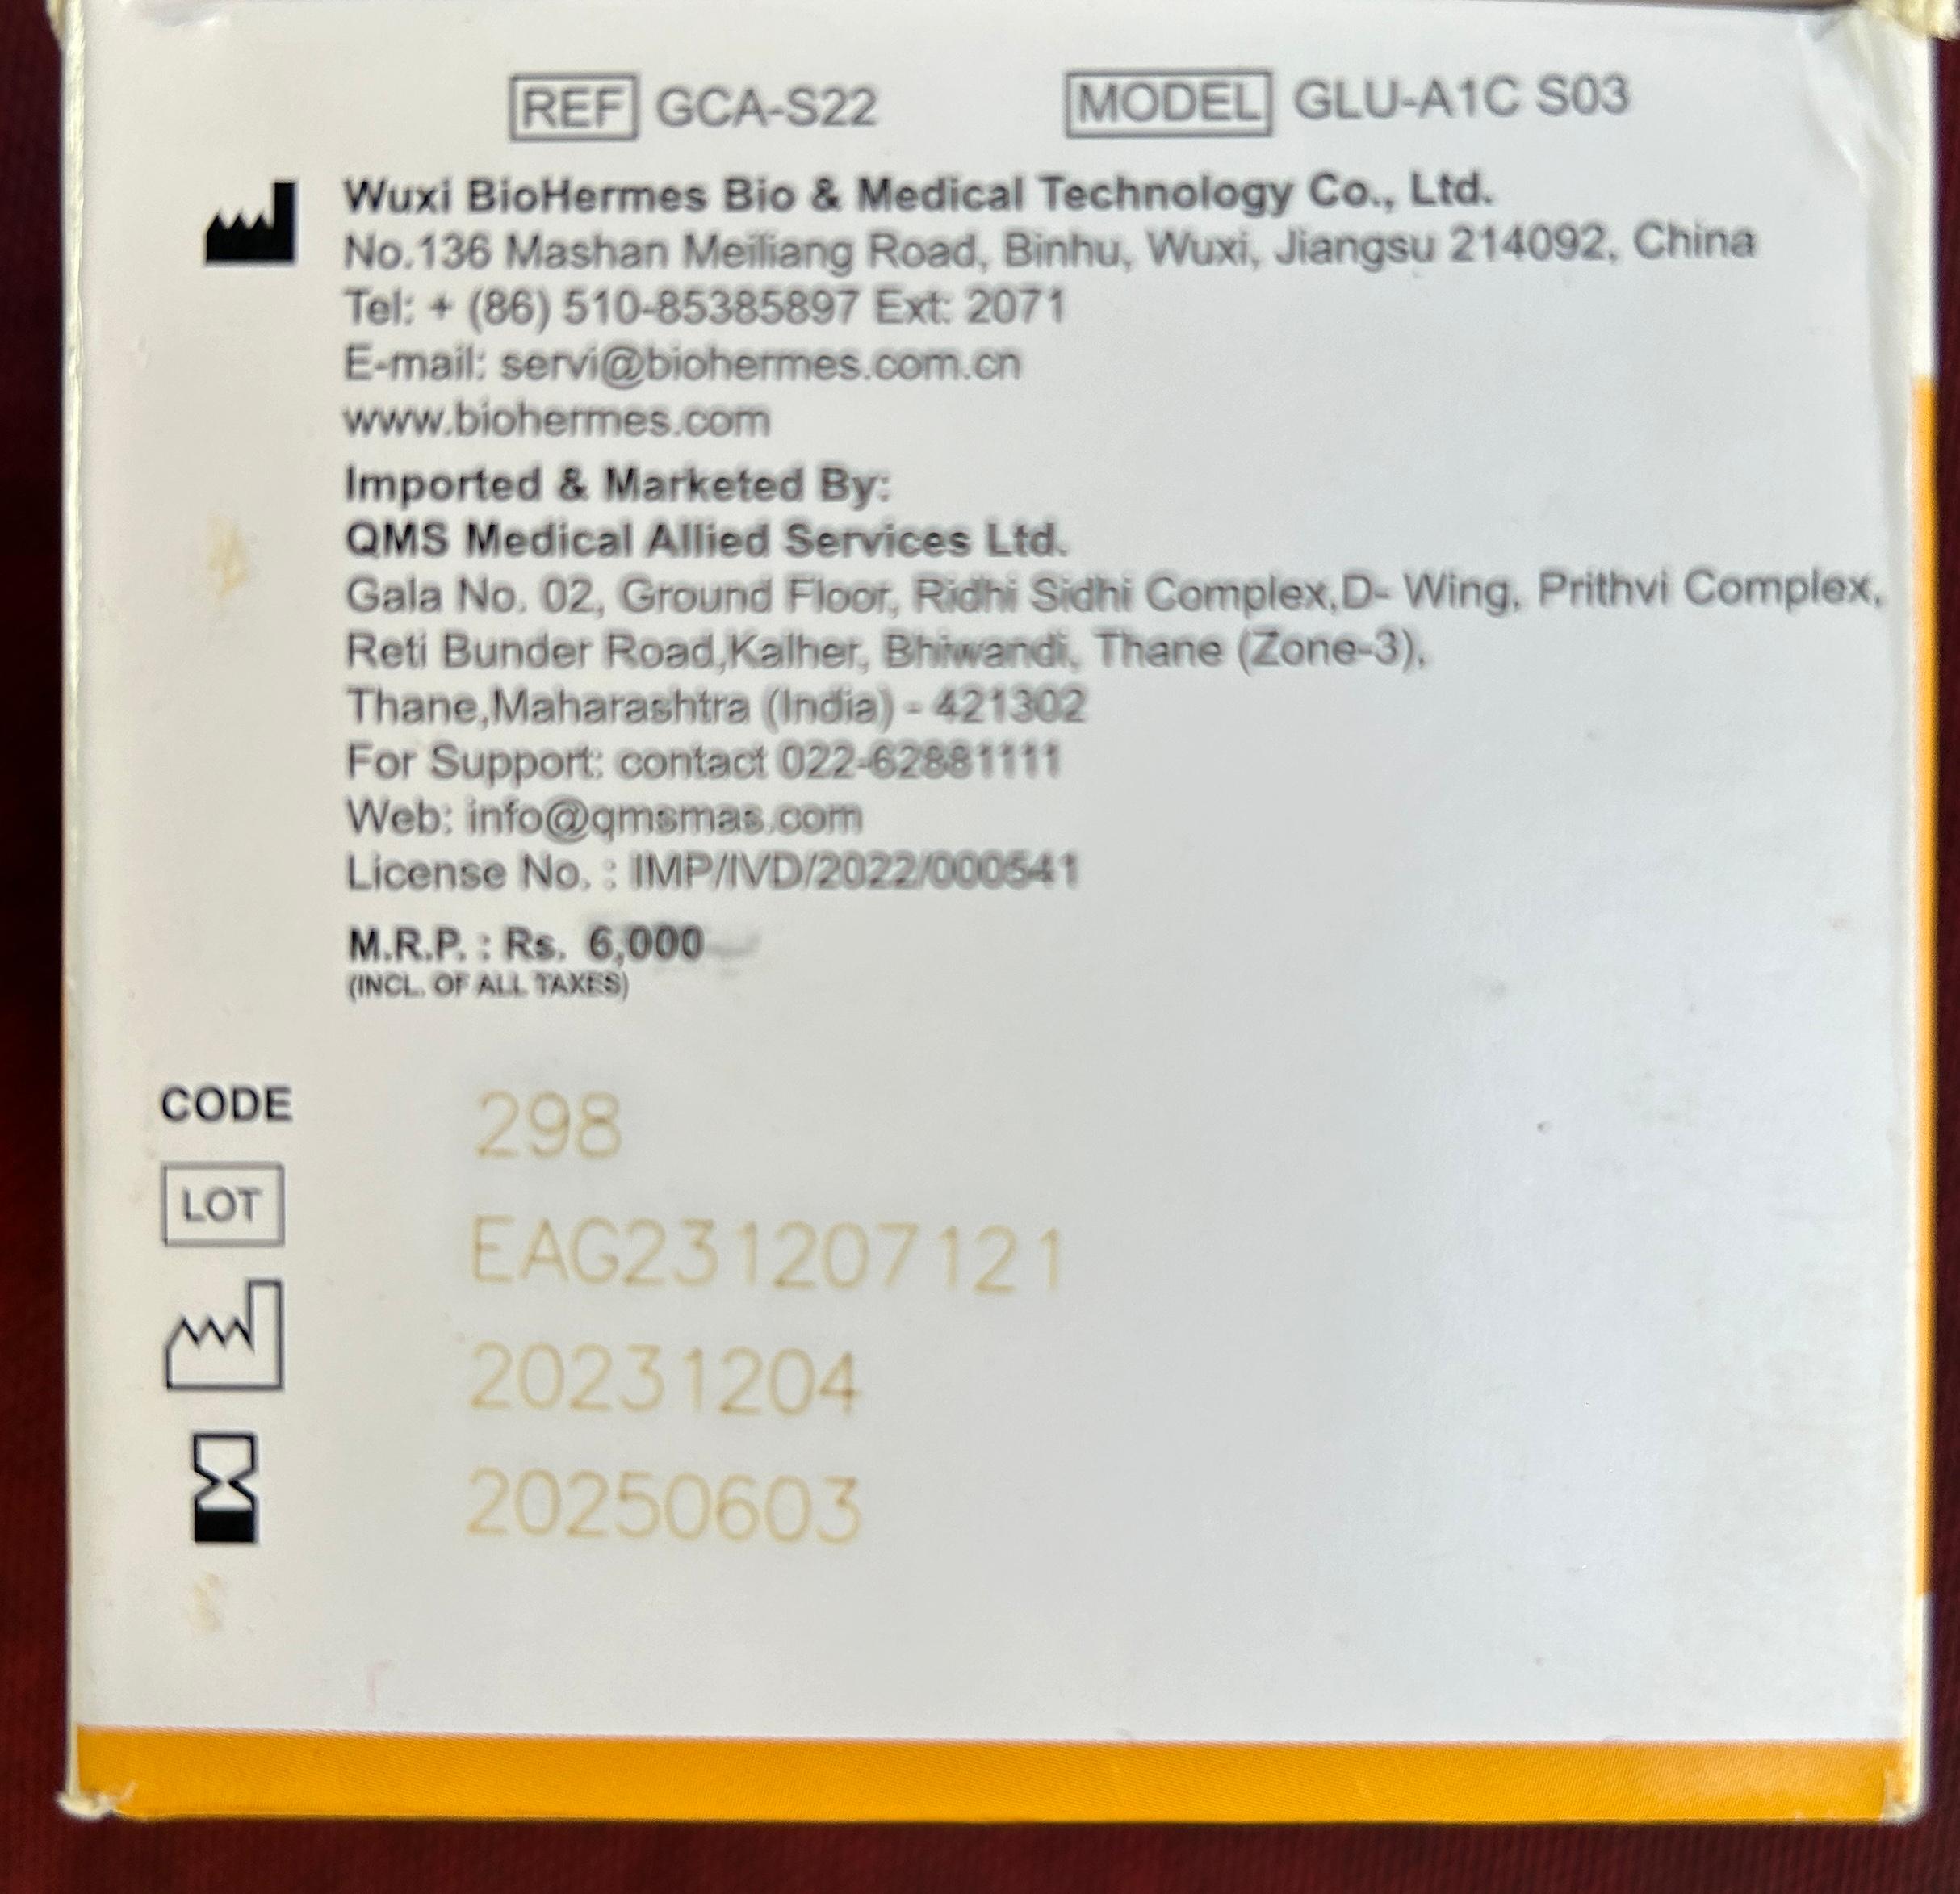 REF GCA-S22 MODEL GLU-A1C S03
Wuxi BioHermes Bio & Medical Technology Co., Ltd.
No.136 Mashan Meiliang Road, Binhu, Wuxi, Jiangsu 214092, China
Tel: + (86) 510-85385897 Ext: 2071
E-mail: servi@biohermes.com.cn
www.biohermes.com
Imported & Marketed By:
QMS Medical Allied Services Ltd.
Gala No. 02, Ground Floor, Ridhi Sidhi Complex,D- Wing, Prithvi Complex,
Reti Bunder Road,Kalher, Bhiwandi, Thane (Zone-3),
Thane,Maharashtra (India) - 421302
For Support: contact 022-62881111
Web: info@qmsmas.com
License No. : IMP/IVD/2022/000541
M.R.P. : Rs. 6,000
(INCL. OF ALL TAXES)
CODE 298
LOT EAG231207121
20231204
20250603